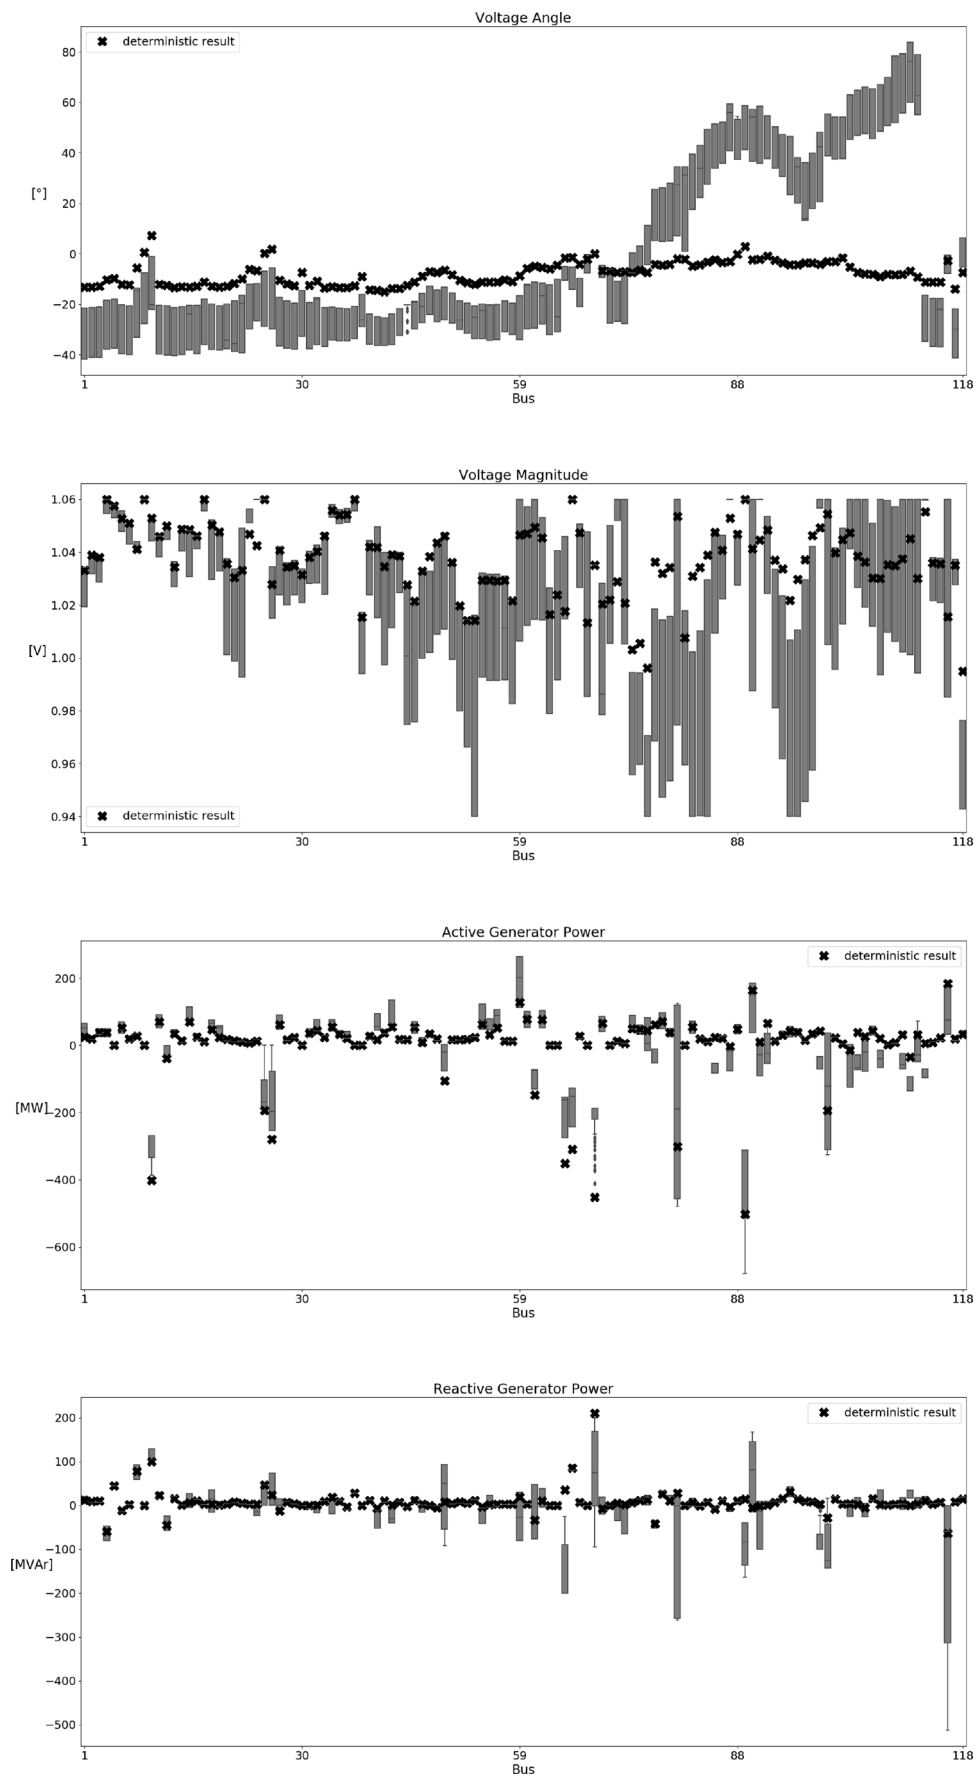 Voltage Angle
deterministic result
80
60
40
20
0
−20
−40
[°]
1 30 59 88 118
Bus
Voltage Magnitude
1.06
1.04
1.02
1.00
0.98
0.96
0.94
[V]
deterministic result
1 30 59 88 118
Bus
Active Generator Power
deterministic result
200
0
−200
−400
−600
[MW]
1 30 59 88 118
Bus
Reactive Generator Power
deterministic result
200
100
0
−100
−200
−300
−400
−500
[MVAr]
1 30 59 88 118
Bus